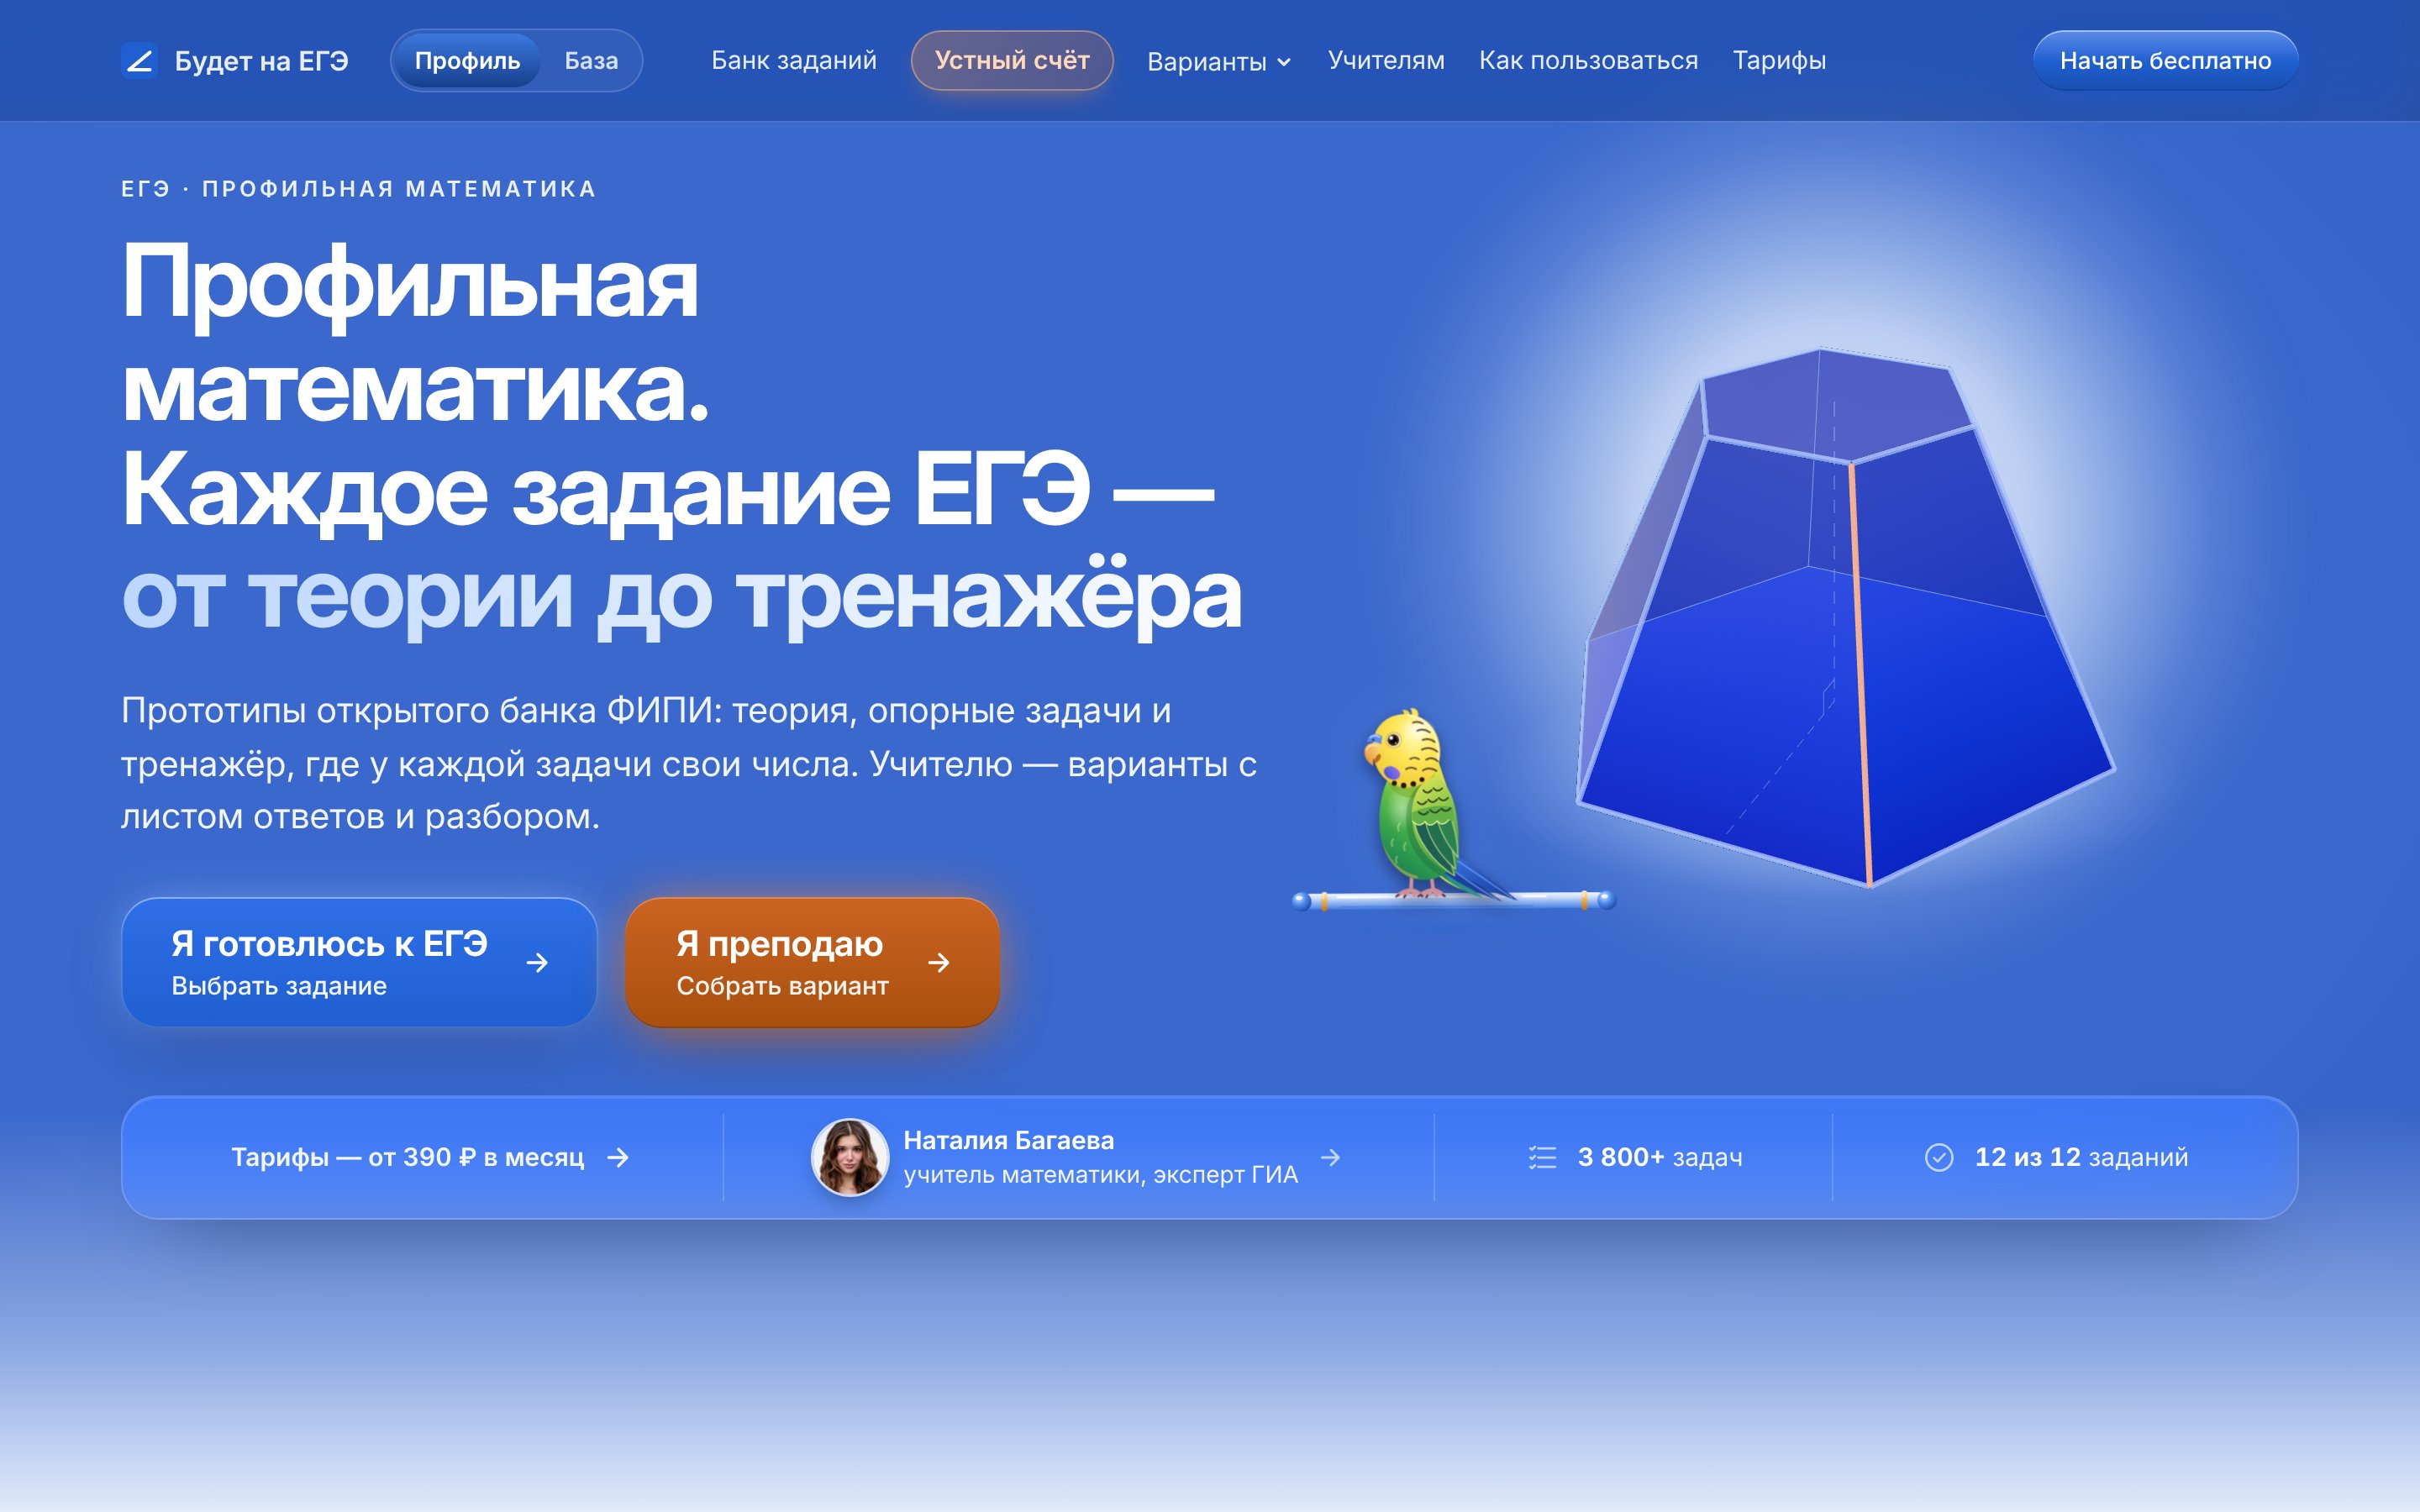 Будет на ЕГЭ
Профиль
База
Банк заданий
Устный счёт
Варианты
Учителям
Как пользоваться
Тарифы
Начать бесплатно
ЕГЭ · ПРОФИЛЬНАЯ МАТЕМАТИКА
Профильная
математика.
Каждое задание ЕГЭ —
от теории до тренажёра
Прототипы открытого банка ФИПИ: теория, опорные задачи и
тренажёр, где у каждой задачи свои числа. Учителю — варианты с
листом ответов и разбором.
Я готовлюсь к ЕГЭ
Выбрать задание
Я преподаю
Собрать вариант
Тарифы — от 390 ₽ в месяц
Наталия Багаева
учитель математики, эксперт ГИА
3 800+ задач
12 из 12 заданий